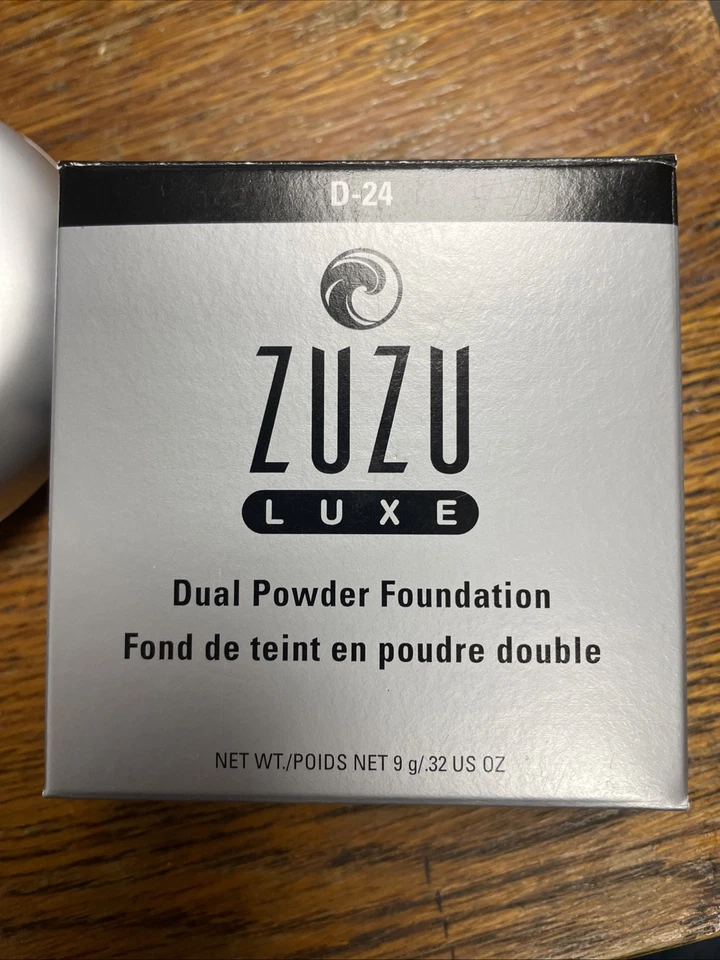 D-24
ZUZU
LUXE
Dual Powder Foundation
Fond de teint en poudre double
NET WT./POIDS NET 9 g/.32 US OZ